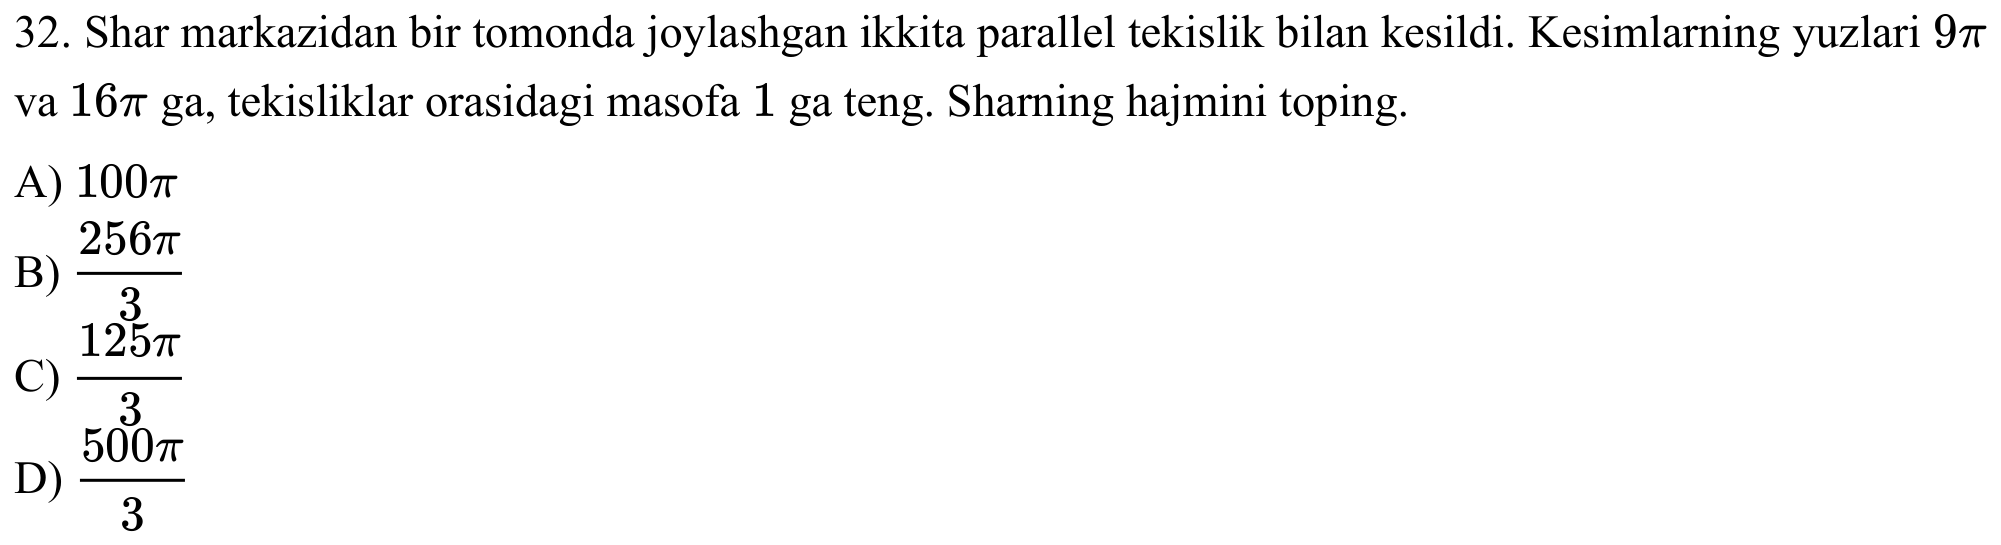 32. Shar markazidan bir tomonda joylashgan ikkita parallel tekislik bilan kesildi. Kesimlarning yuzlari 9π
va 16π ga, tekisliklar orasidagi masofa 1 ga teng. Sharning hajmini toping.
A) 100π
B) 256π/3
C) 125π/3
D) 500π/3